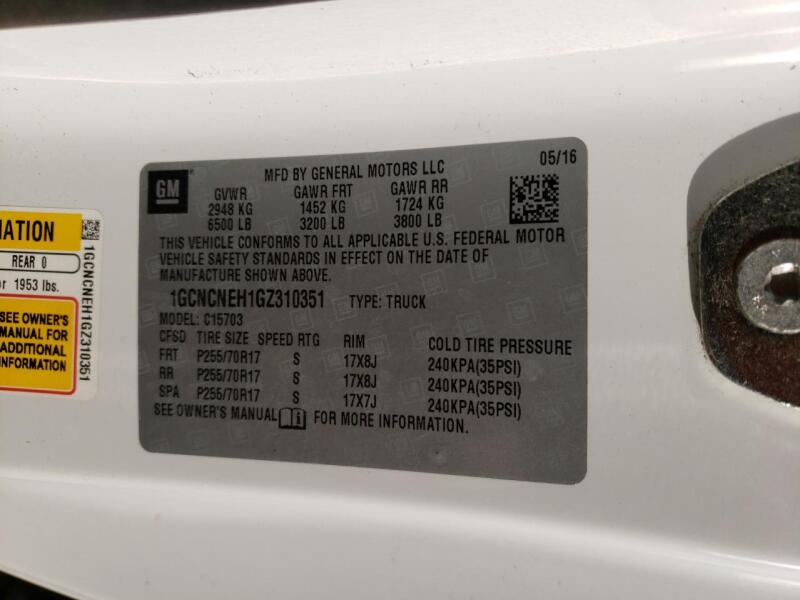 GM
MFD BY GENERAL MOTORS LLC
05/16
GVWR GAWR FRT GAWR RR
2948 KG 1452 KG 1724 KG
6500 LB 3200 LB 3800 LB
THIS VEHICLE CONFORMS TO ALL APPLICABLE U.S. FEDERAL MOTOR
VEHICLE SAFETY STANDARDS IN EFFECT ON THE DATE OF
MANUFACTURE SHOWN ABOVE.
1GCNCNEH1GZ310351 TYPE: TRUCK
MODEL: C15703
CFSD TIRE SIZE SPEED RTG RIM COLD TIRE PRESSURE
FRT P255/70R17 S 17X8J 240KPA(35PSI)
RR P255/70R17 S 17X8J 240KPA(35PSI)
SPA P255/70R17 S 17X7J 240KPA(35PSI)
SEE OWNER'S MANUAL FOR MORE INFORMATION.
REAR 0
1953 lbs.
SEE OWNER'S
MANUAL FOR
ADDITIONAL
INFORMATION
1GCNCNEH1GZ310351